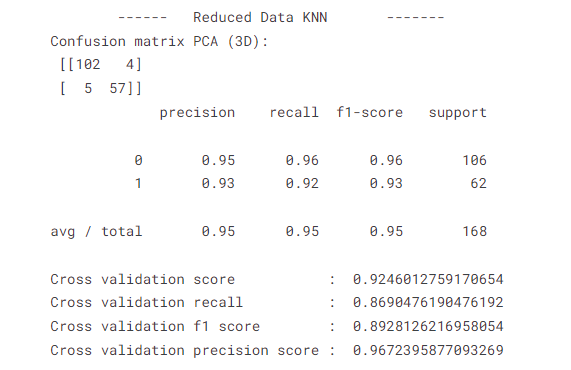 ------ Reduced Data KNN -------
Confusion matrix PCA (3D):
[[102 4]
[ 5 57]]
precision recall f1-score support
0 0.95 0.96 0.96 106
1 0.93 0.92 0.93 62
avg / total 0.95 0.95 0.95 168
Cross validation score : 0.9246012759170654
Cross validation recall : 0.8690476190476192
Cross validation f1 score : 0.8928126216958054
Cross validation precision score : 0.9672395877093269